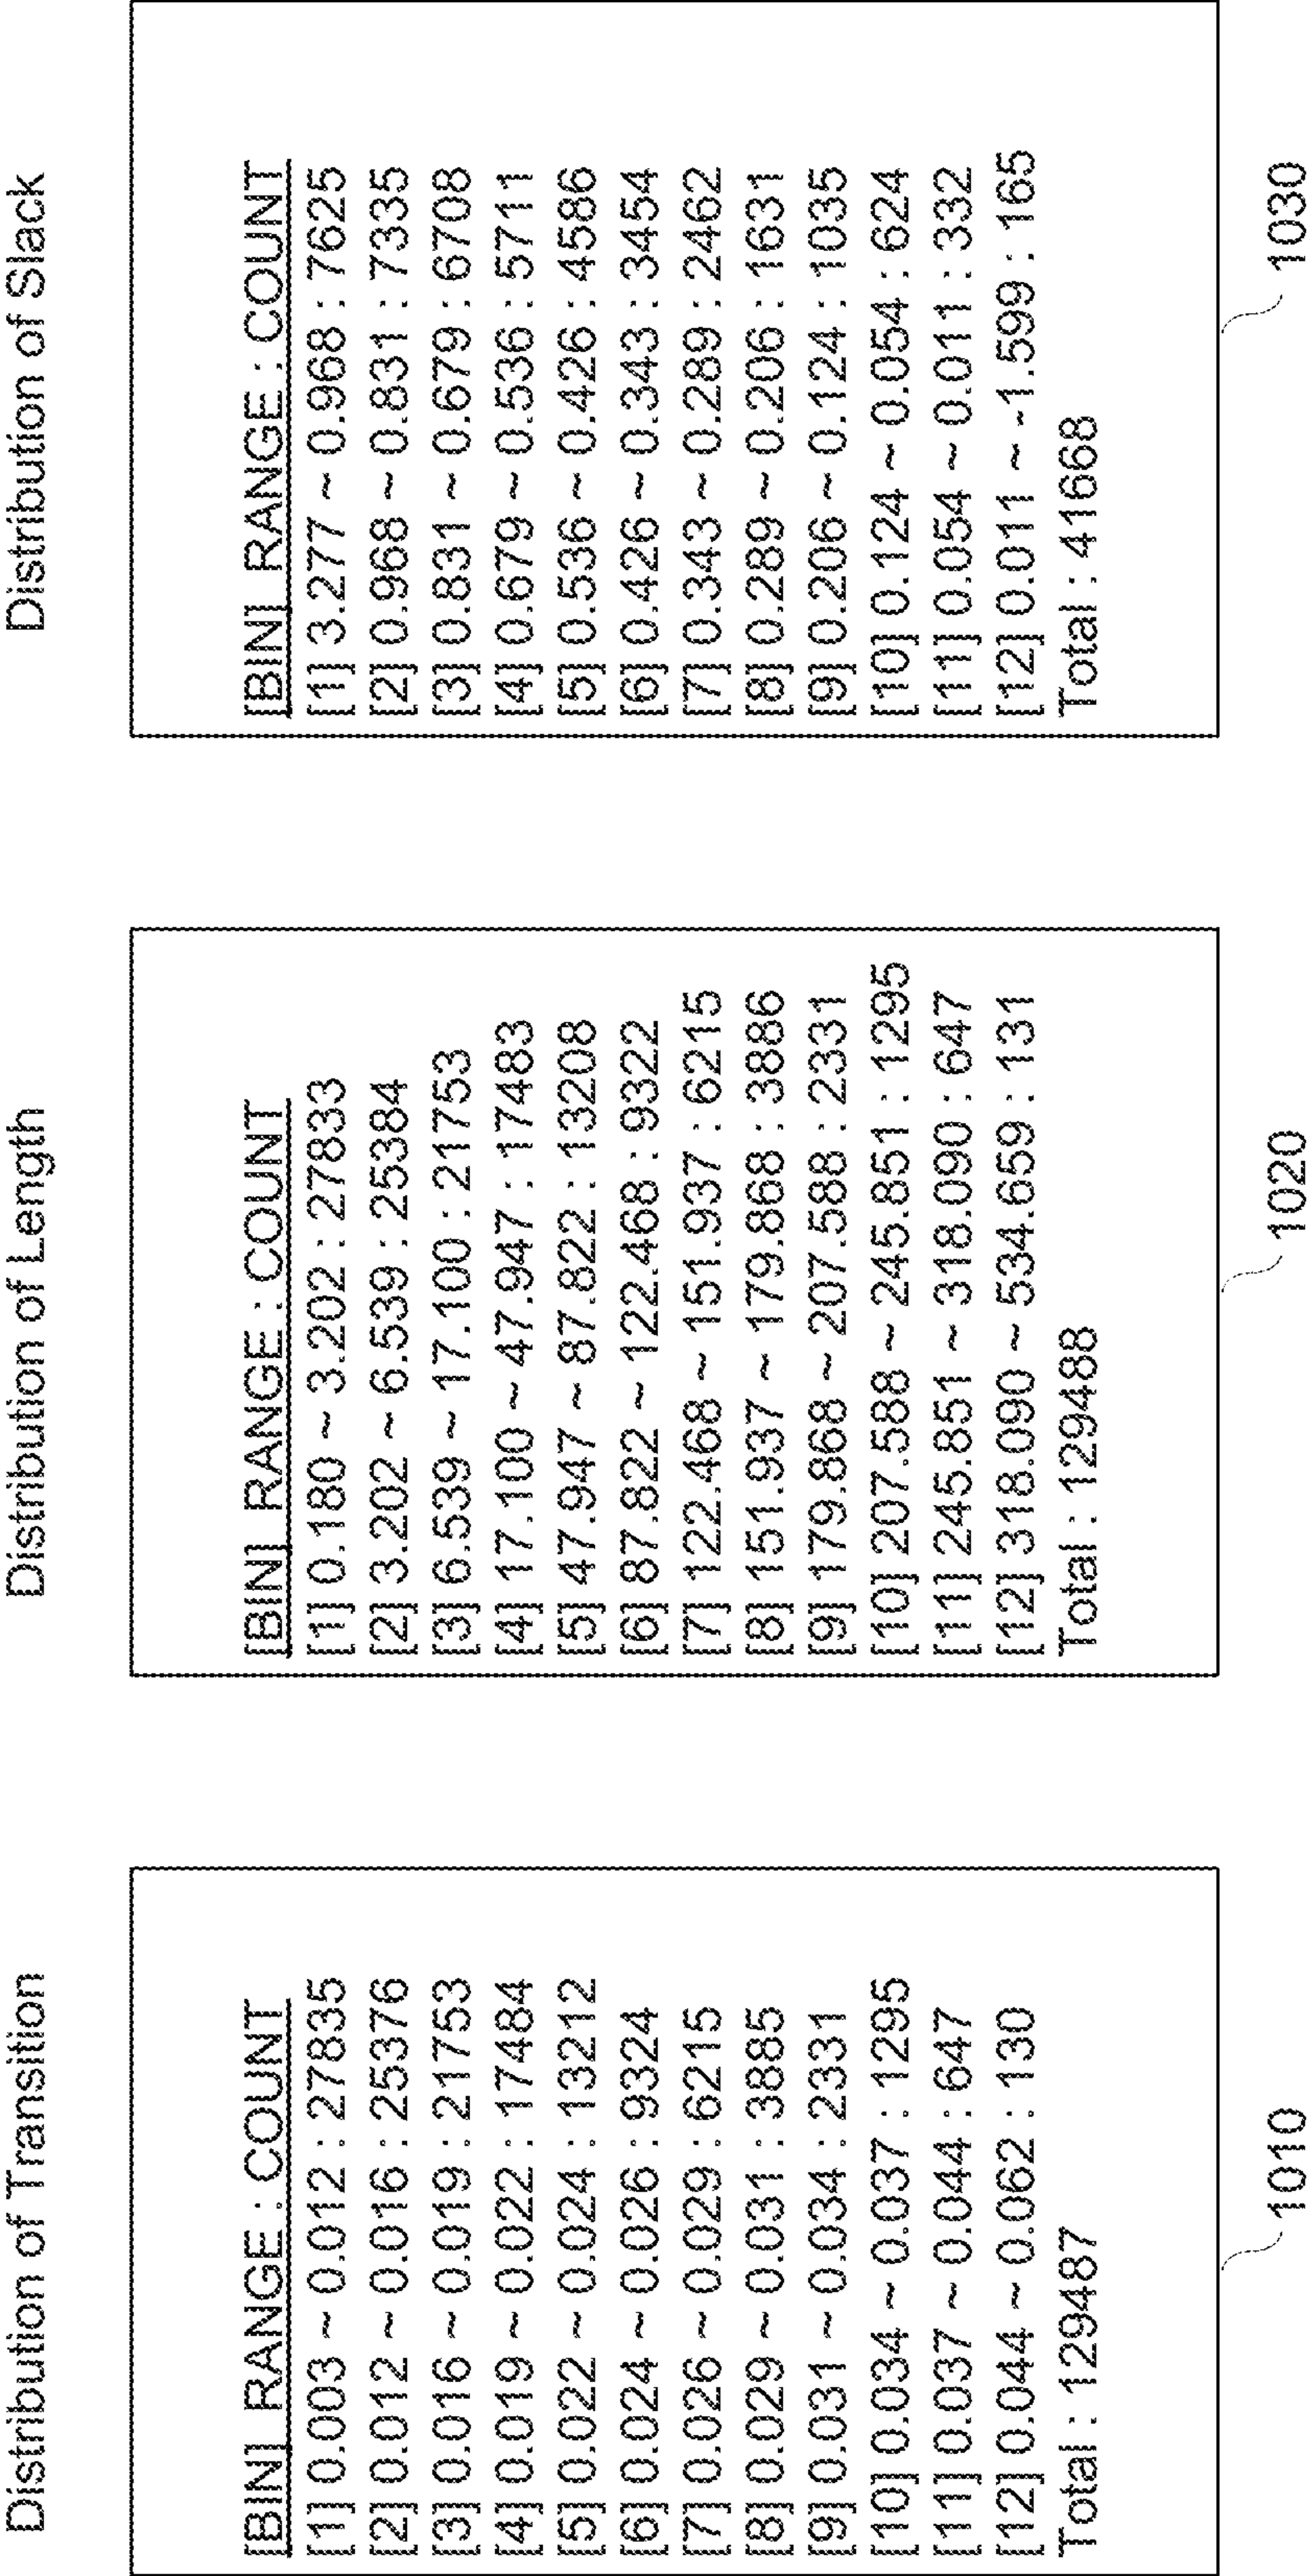 Distribution of Transition
[BIN] RANGE : COUNT
[1] 0.003 ~ 0.012 : 27835
[2] 0.012 ~ 0.016 : 25376
[3] 0.016 ~ 0.019 : 21753
[4] 0.019 ~ 0.022 : 17484
[5] 0.022 ~ 0.024 : 13212
[6] 0.024 ~ 0.026 : 9324
[7] 0.026 ~ 0.029 : 6215
[8] 0.029 ~ 0.031 : 3885
[9] 0.031 ~ 0.034 : 2331
[10] 0.034 ~ 0.037 : 1295
[11] 0.037 ~ 0.044 : 647
[12] 0.044 ~ 0.062 : 130
Total : 129487
1010
Distribution of Length
[BIN] RANGE : COUNT
[1] 0.180 ~ 3.202 : 27833
[2] 3.202 ~ 6.539 : 25384
[3] 6.539 ~ 17.100 : 21753
[4] 17.100 ~ 47.947 : 17483
[5] 47.947 ~ 87.822 : 13208
[6] 87.822 ~ 122.468 : 9322
[7] 122.468 ~ 151.937 : 6215
[8] 151.937 ~ 179.868 : 3886
[9] 179.868 ~ 207.588 : 2331
[10] 207.588 ~ 245.851 : 1295
[11] 245.851 ~ 318.090 : 647
[12] 318.090 ~ 534.659 : 131
Total : 129488
1020
Distribution of Slack
[BIN] RANGE : COUNT
[1] 3.277 ~ 0.968 : 7625
[2] 0.968 ~ 0.831 : 7335
[3] 0.831 ~ 0.679 : 6708
[4] 0.679 ~ 0.536 : 5711
[5] 0.536 ~ 0.426 : 4586
[6] 0.426 ~ 0.343 : 3454
[7] 0.343 ~ 0.289 : 2462
[8] 0.289 ~ 0.206 : 1631
[9] 0.206 ~ 0.124 : 1035
[10] 0.124 ~ 0.054 : 624
[11] 0.054 ~ 0.011 : 332
[12] 0.011 ~ -1.599 : 165
Total : 41668
1030